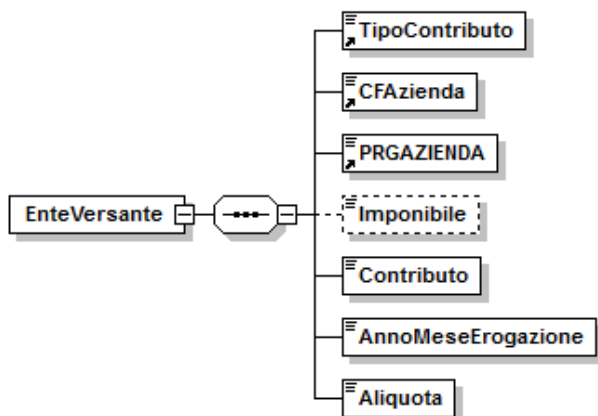 TipoContributo
CFAzienda
PRGAZIENDA
EnteVersante
Imponibile
Contributo
AnnoMeseErogazione
Aliquota